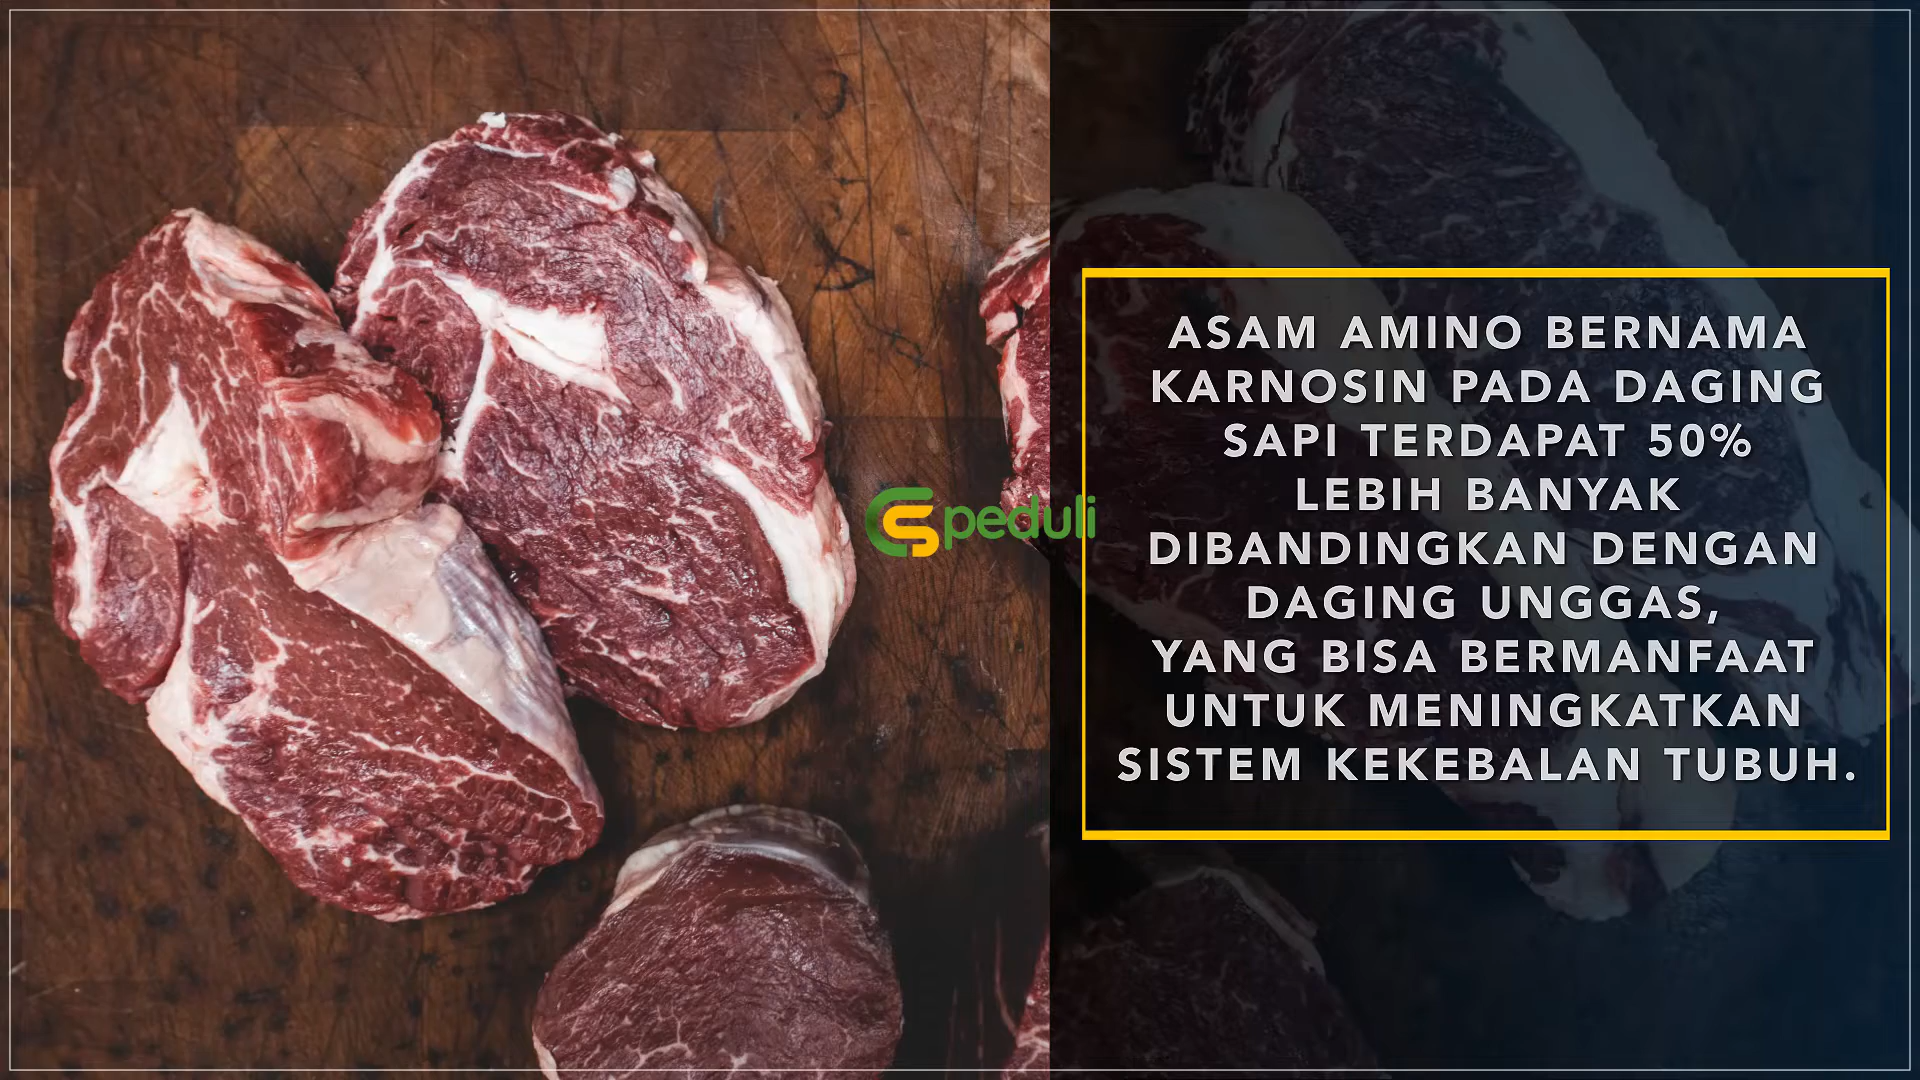 CSpeduli
ASAM AMINO BERNAMA
KARNOSIN PADA DAGING
SAPI TERDAPAT 50%
LEBIH BANYAK
DIBANDINGKAN DENGAN
DAGING UNGGAS,
YANG BISA BERMANFAAT
UNTUK MENINGKATKAN
SISTEM KEKEBALAN TUBUH.